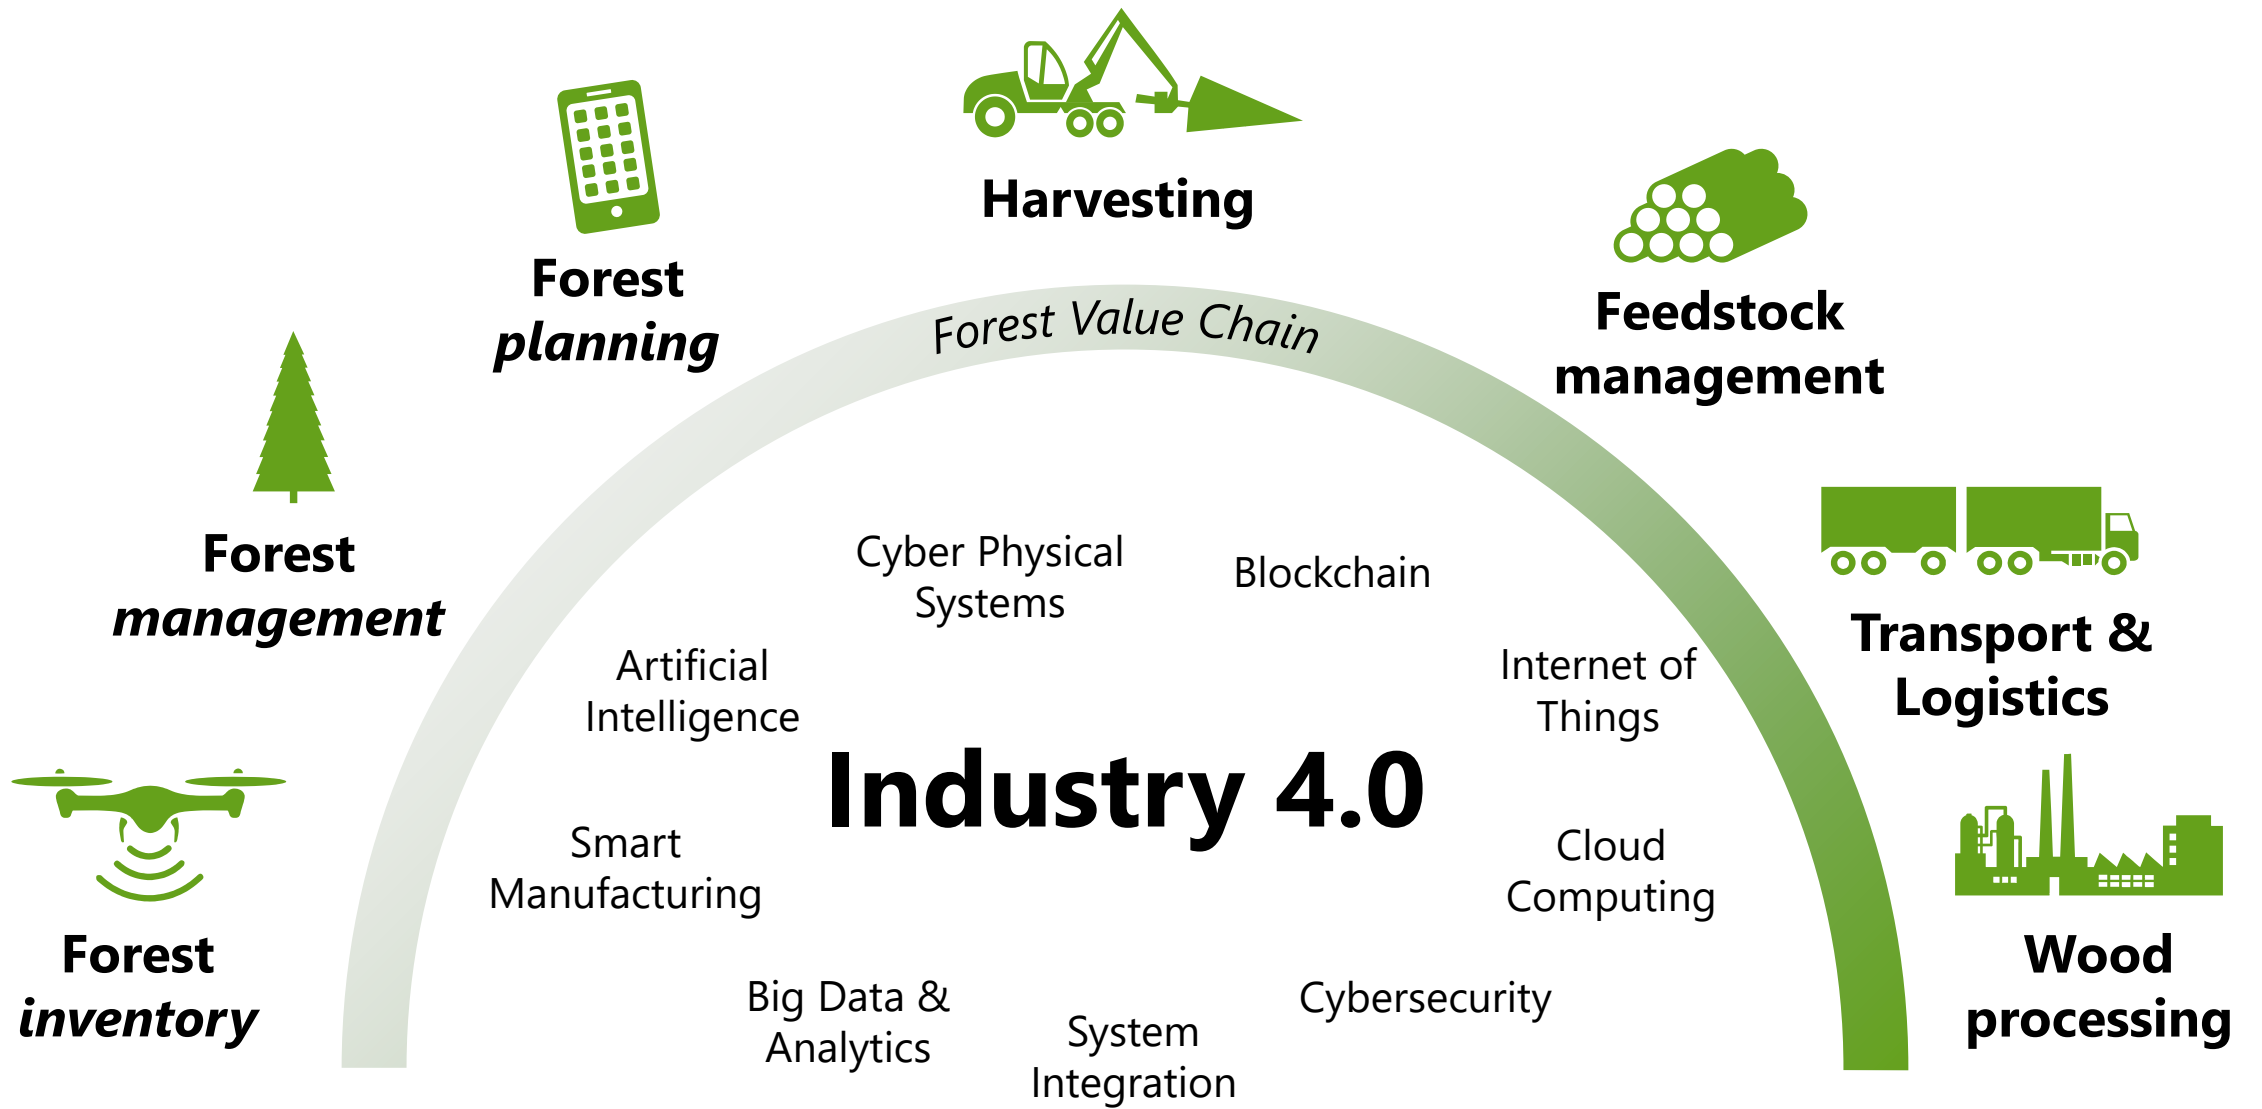 Harvesting
Forest
planning
Feedstock
management
Forest Value Chain
Forest
management
Transport &
Logistics
Forest
inventory
Wood
processing
Cyber Physical
Systems
Blockchain
Artificial
Intelligence
Internet of
Things
Industry 4.0
Smart
Manufacturing
Cloud
Computing
Big Data &
Analytics
System
Integration
Cybersecurity